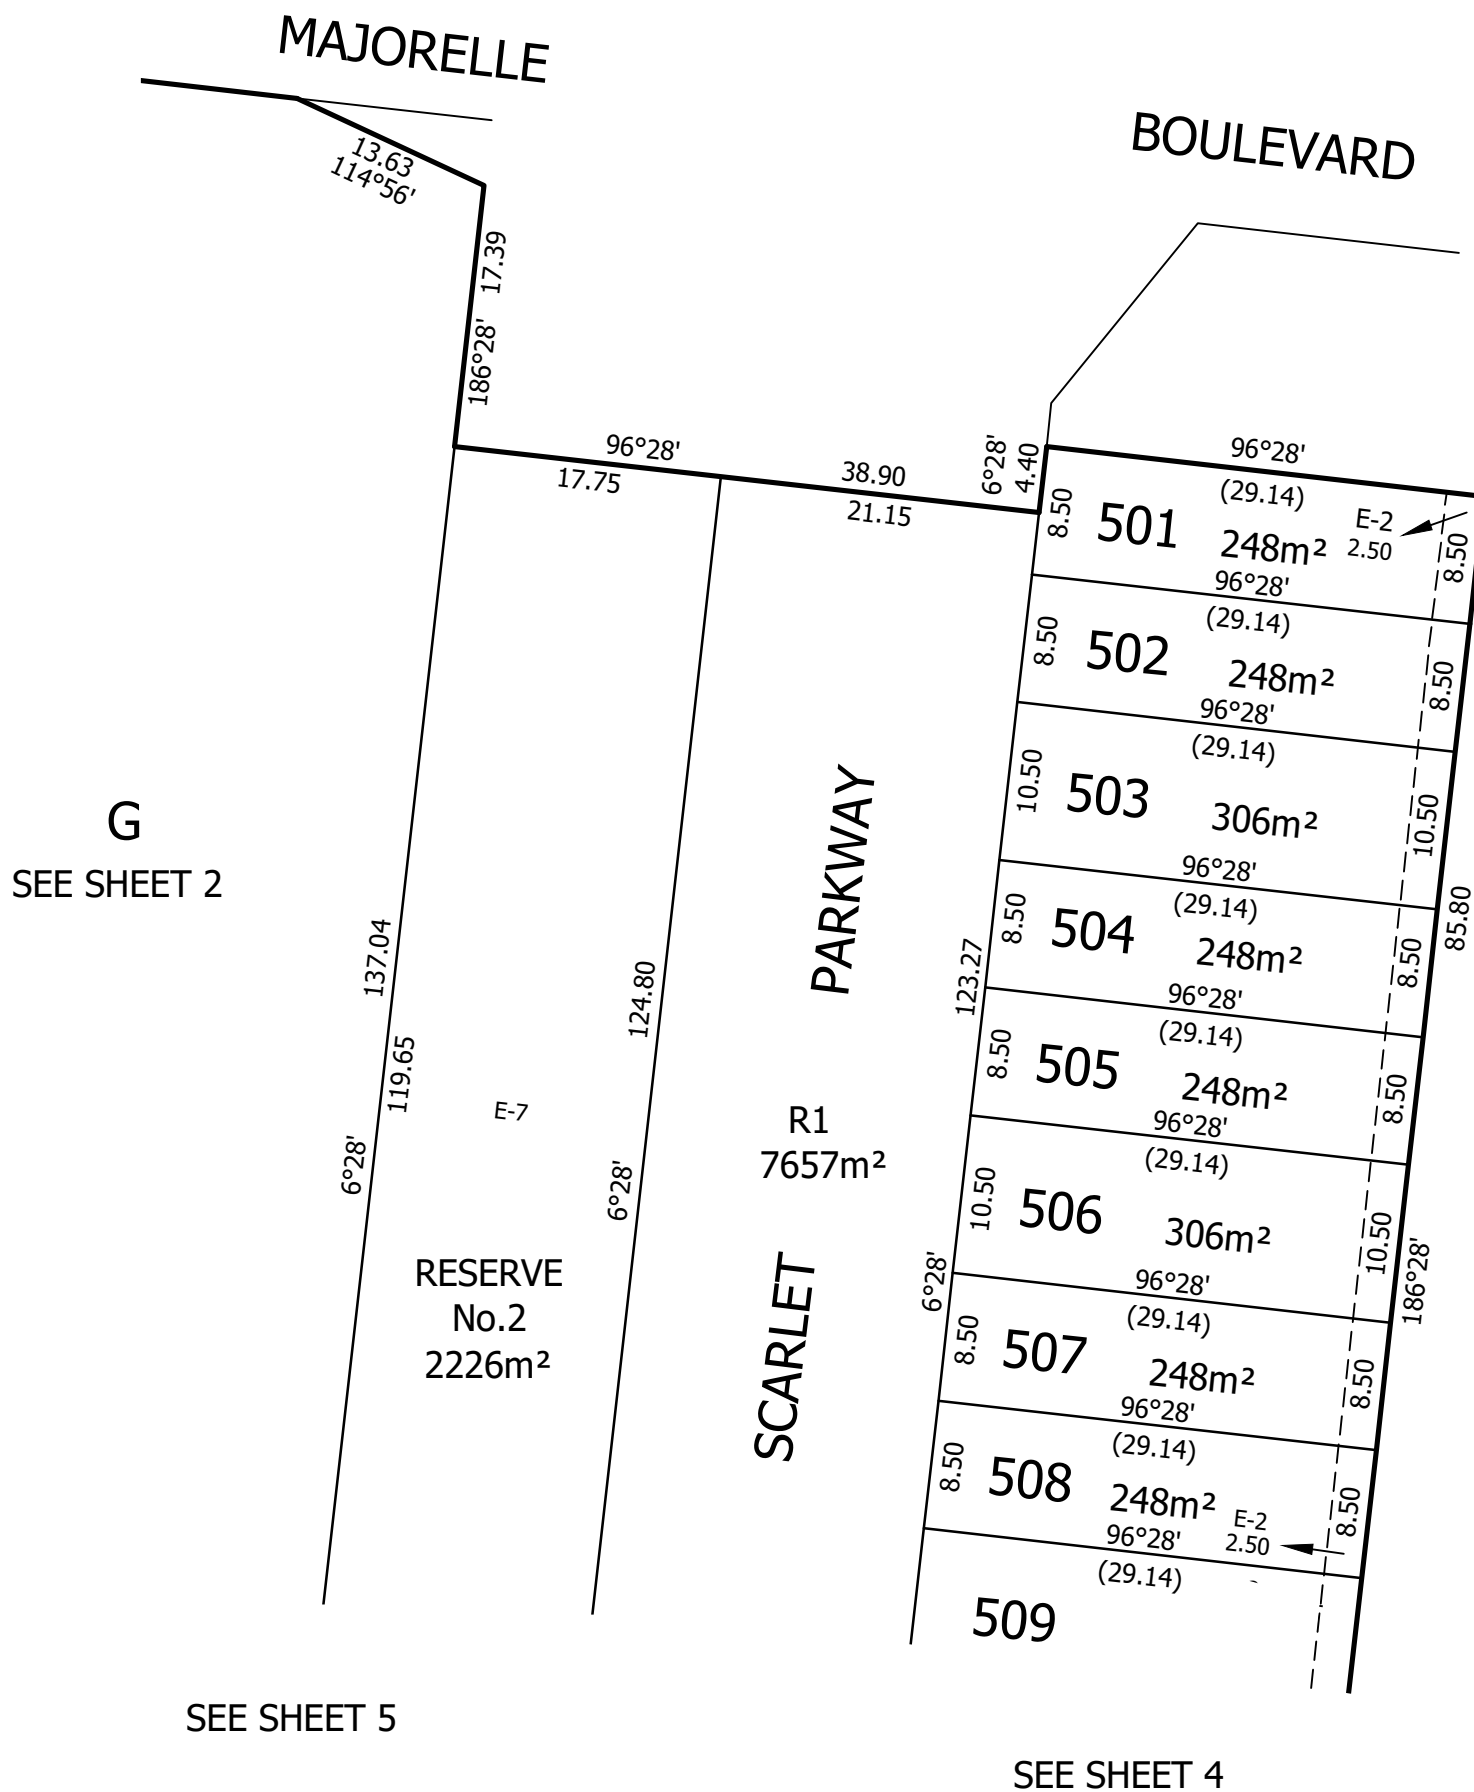 MAJORELLE
BOULEVARD
13.63
114°56'
17.39
186°28'
96°28'
17.75
38.90
21.15
6°28'
4.40
96°28'
(29.14)
8.50
501
248m²
E-2
2.50
8.50
96°28'
(29.14)
8.50
502
248m²
8.50
96°28'
(29.14)
10.50
503
306m²
10.50
96°28'
(29.14)
8.50
504
248m²
8.50
85.80
96°28'
(29.14)
8.50
505
248m²
8.50
96°28'
(29.14)
10.50
506
306m²
10.50
186°28'
96°28'
(29.14)
8.50
507
248m²
8.50
96°28'
(29.14)
8.50
508
248m²
E-2
2.50
8.50
96°28'
(29.14)
509
G
SEE SHEET 2
137.04
119.65
6°28'
E-7
RESERVE
No.2
2226m²
124.80
6°28'
SCARLET PARKWAY
R1
7657m²
123.27
6°28'
SEE SHEET 5
SEE SHEET 4